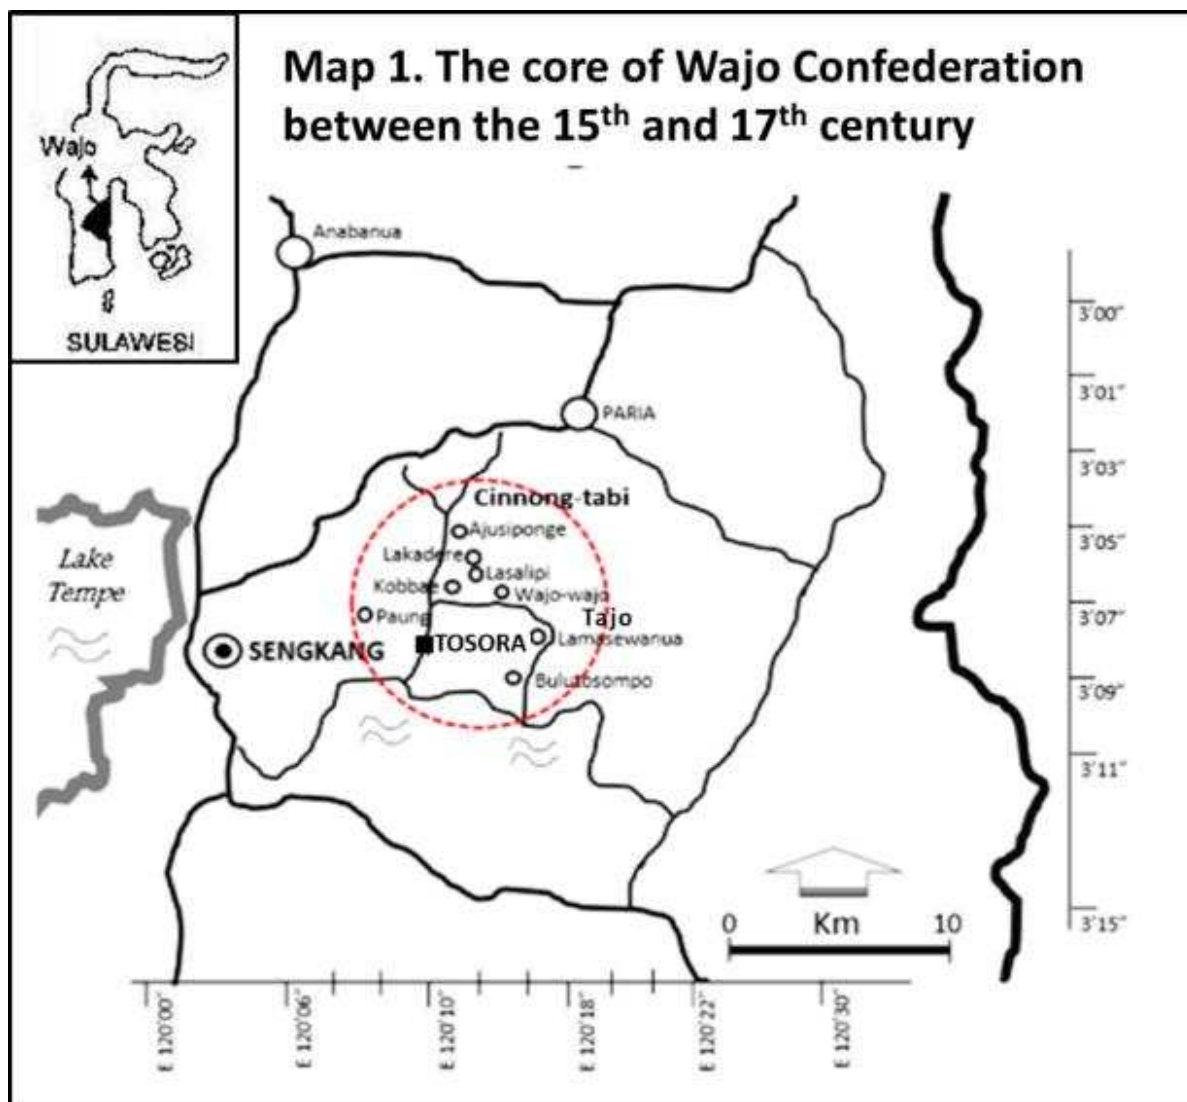 Map 1. The core of Wajo Confederation
between the 15th and 17th century
Wajo
SULAWESI
Anabanua
PARIA
Cinnong-tabi
Ajusiponge
Lakadere
Lasalipi
Kobbae
Wajo-wajo
Paung
Tajo
Lamasewanua
TOSORA
SENGKANG
Bulutosompo
Lake
Tempe
3'00"
3'01"
3'03"
3'05"
3'07"
3'09"
3'11"
3'15"
0 Km 10
E 120'00"
E 120'06"
E 120'10"
E 120'18"
E 120'22"
E 120'30"